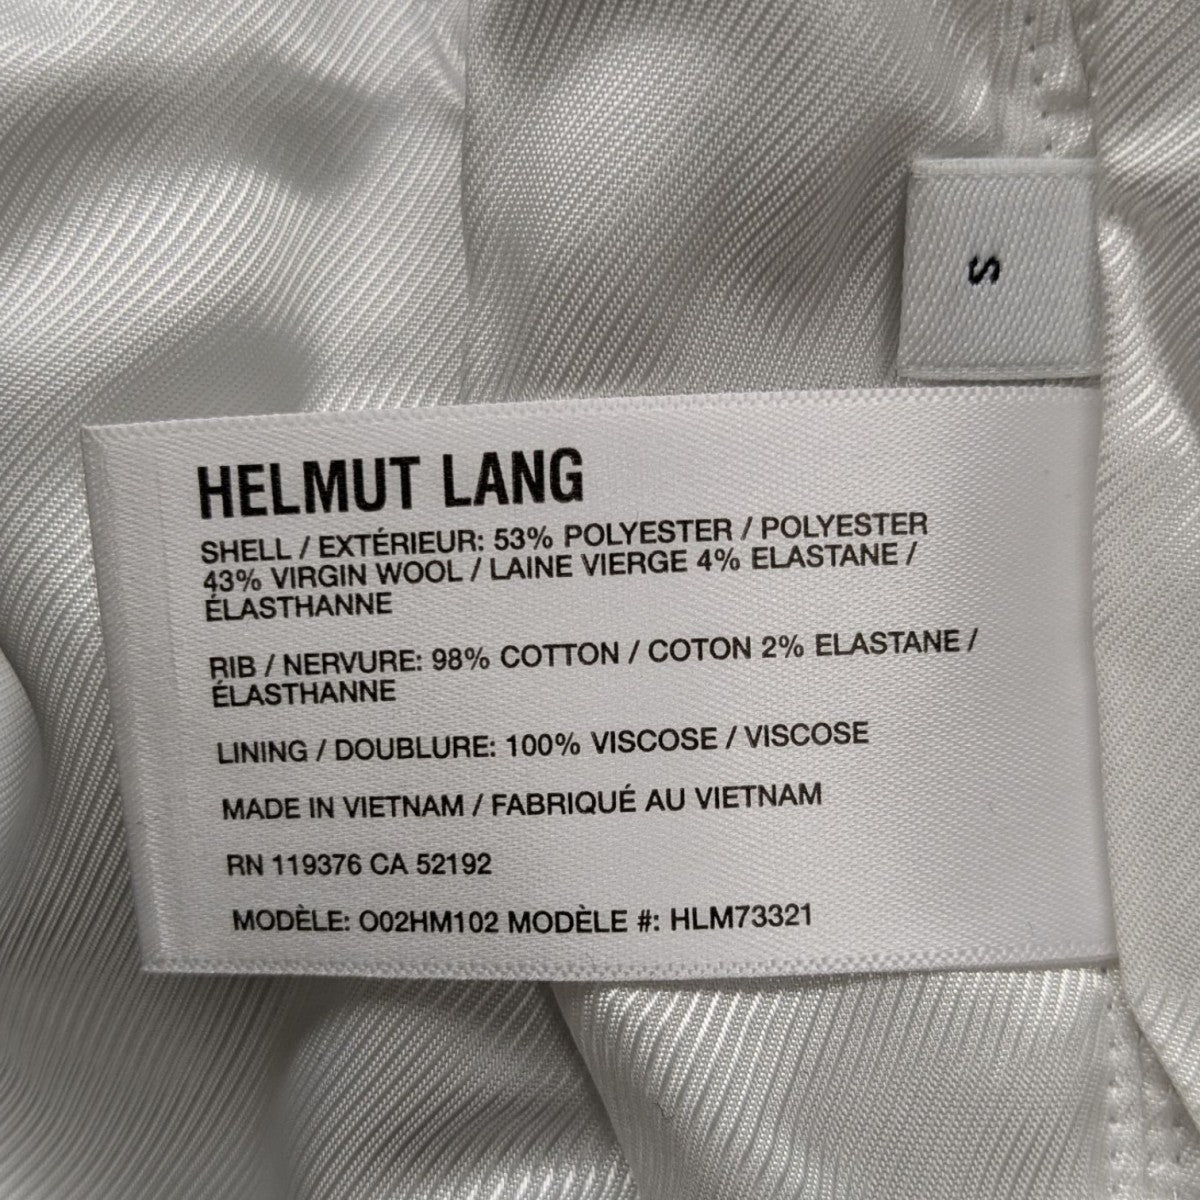 S
HELMUT LANG
SHELL / EXTÉRIEUR: 53% POLYESTER / POLYESTER
43% VIRGIN WOOL / LAINE VIERGE 4% ELASTANE /
ÉLASTHANNE
RIB / NERVURE: 98% COTTON / COTON 2% ELASTANE /
ÉLASTHANNE
LINING / DOUBLURE: 100% VISCOSE / VISCOSE
MADE IN VIETNAM / FABRIQUÉ AU VIETNAM
RN 119376 CA 52192
MODÈLE: O02HM102 MODÈLE #: HLM73321